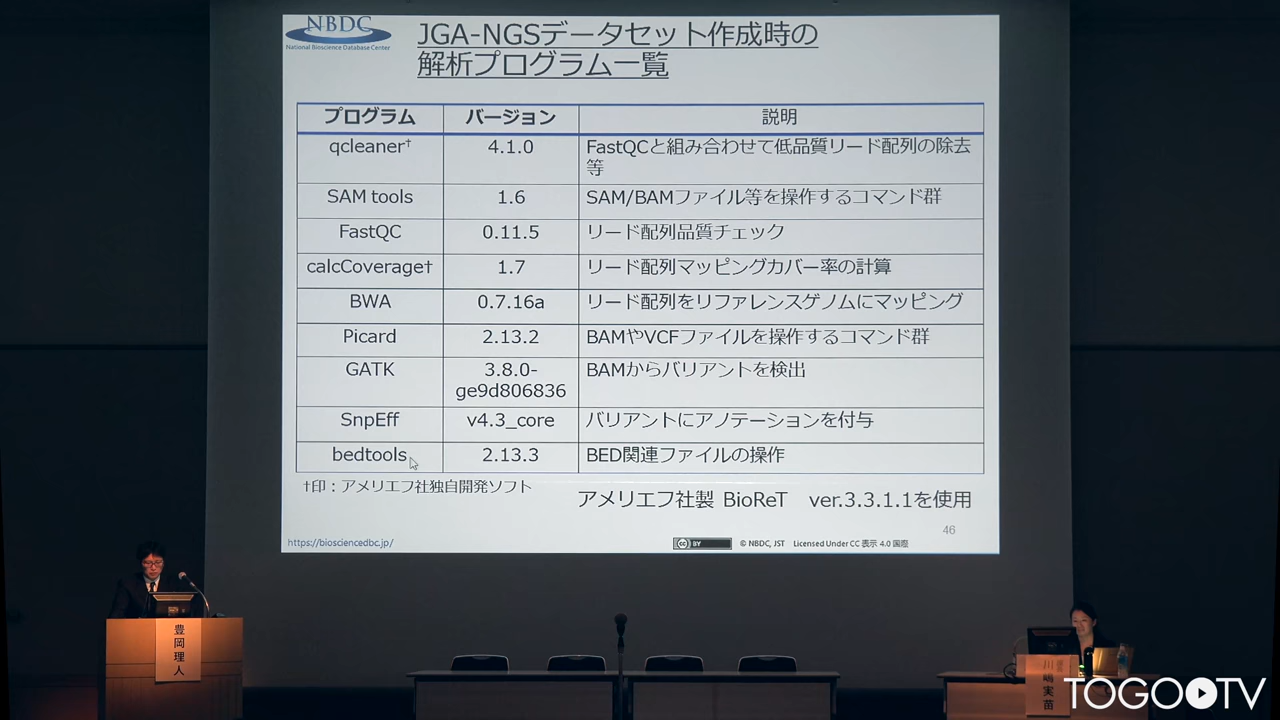 NBDC
National Bioscience Database Center
JGA-NGSデータセット作成時の
解析プログラム一覧
プログラム バージョン 説明
qcleaner† 4.1.0 FastQCと組み合わせて低品質リード配列の除去
等
SAM tools 1.6 SAM/BAMファイル等を操作するコマンド群
FastQC 0.11.5 リード配列品質チェック
calcCoverage† 1.7 リード配列マッピングカバー率の計算
BWA 0.7.16a リード配列をリファレンスゲノムにマッピング
Picard 2.13.2 BAMやVCFファイルを操作するコマンド群
GATK 3.8.0-
ge9d806836 BAMからバリアントを検出
SnpEff v4.3_core バリアントにアノテーションを付与
bedtools 2.13.3 BED関連ファイルの操作
†印：アメリエフ社独自開発ソフト
アメリエフ社製 BioReT ver.3.3.1.1を使用
46
https://biosciencedbc.jp/
CC BY © NBDC, JST Licensed Under CC 表示 4.0 国際
豊岡理人
川嶋実苗
TOGOTV